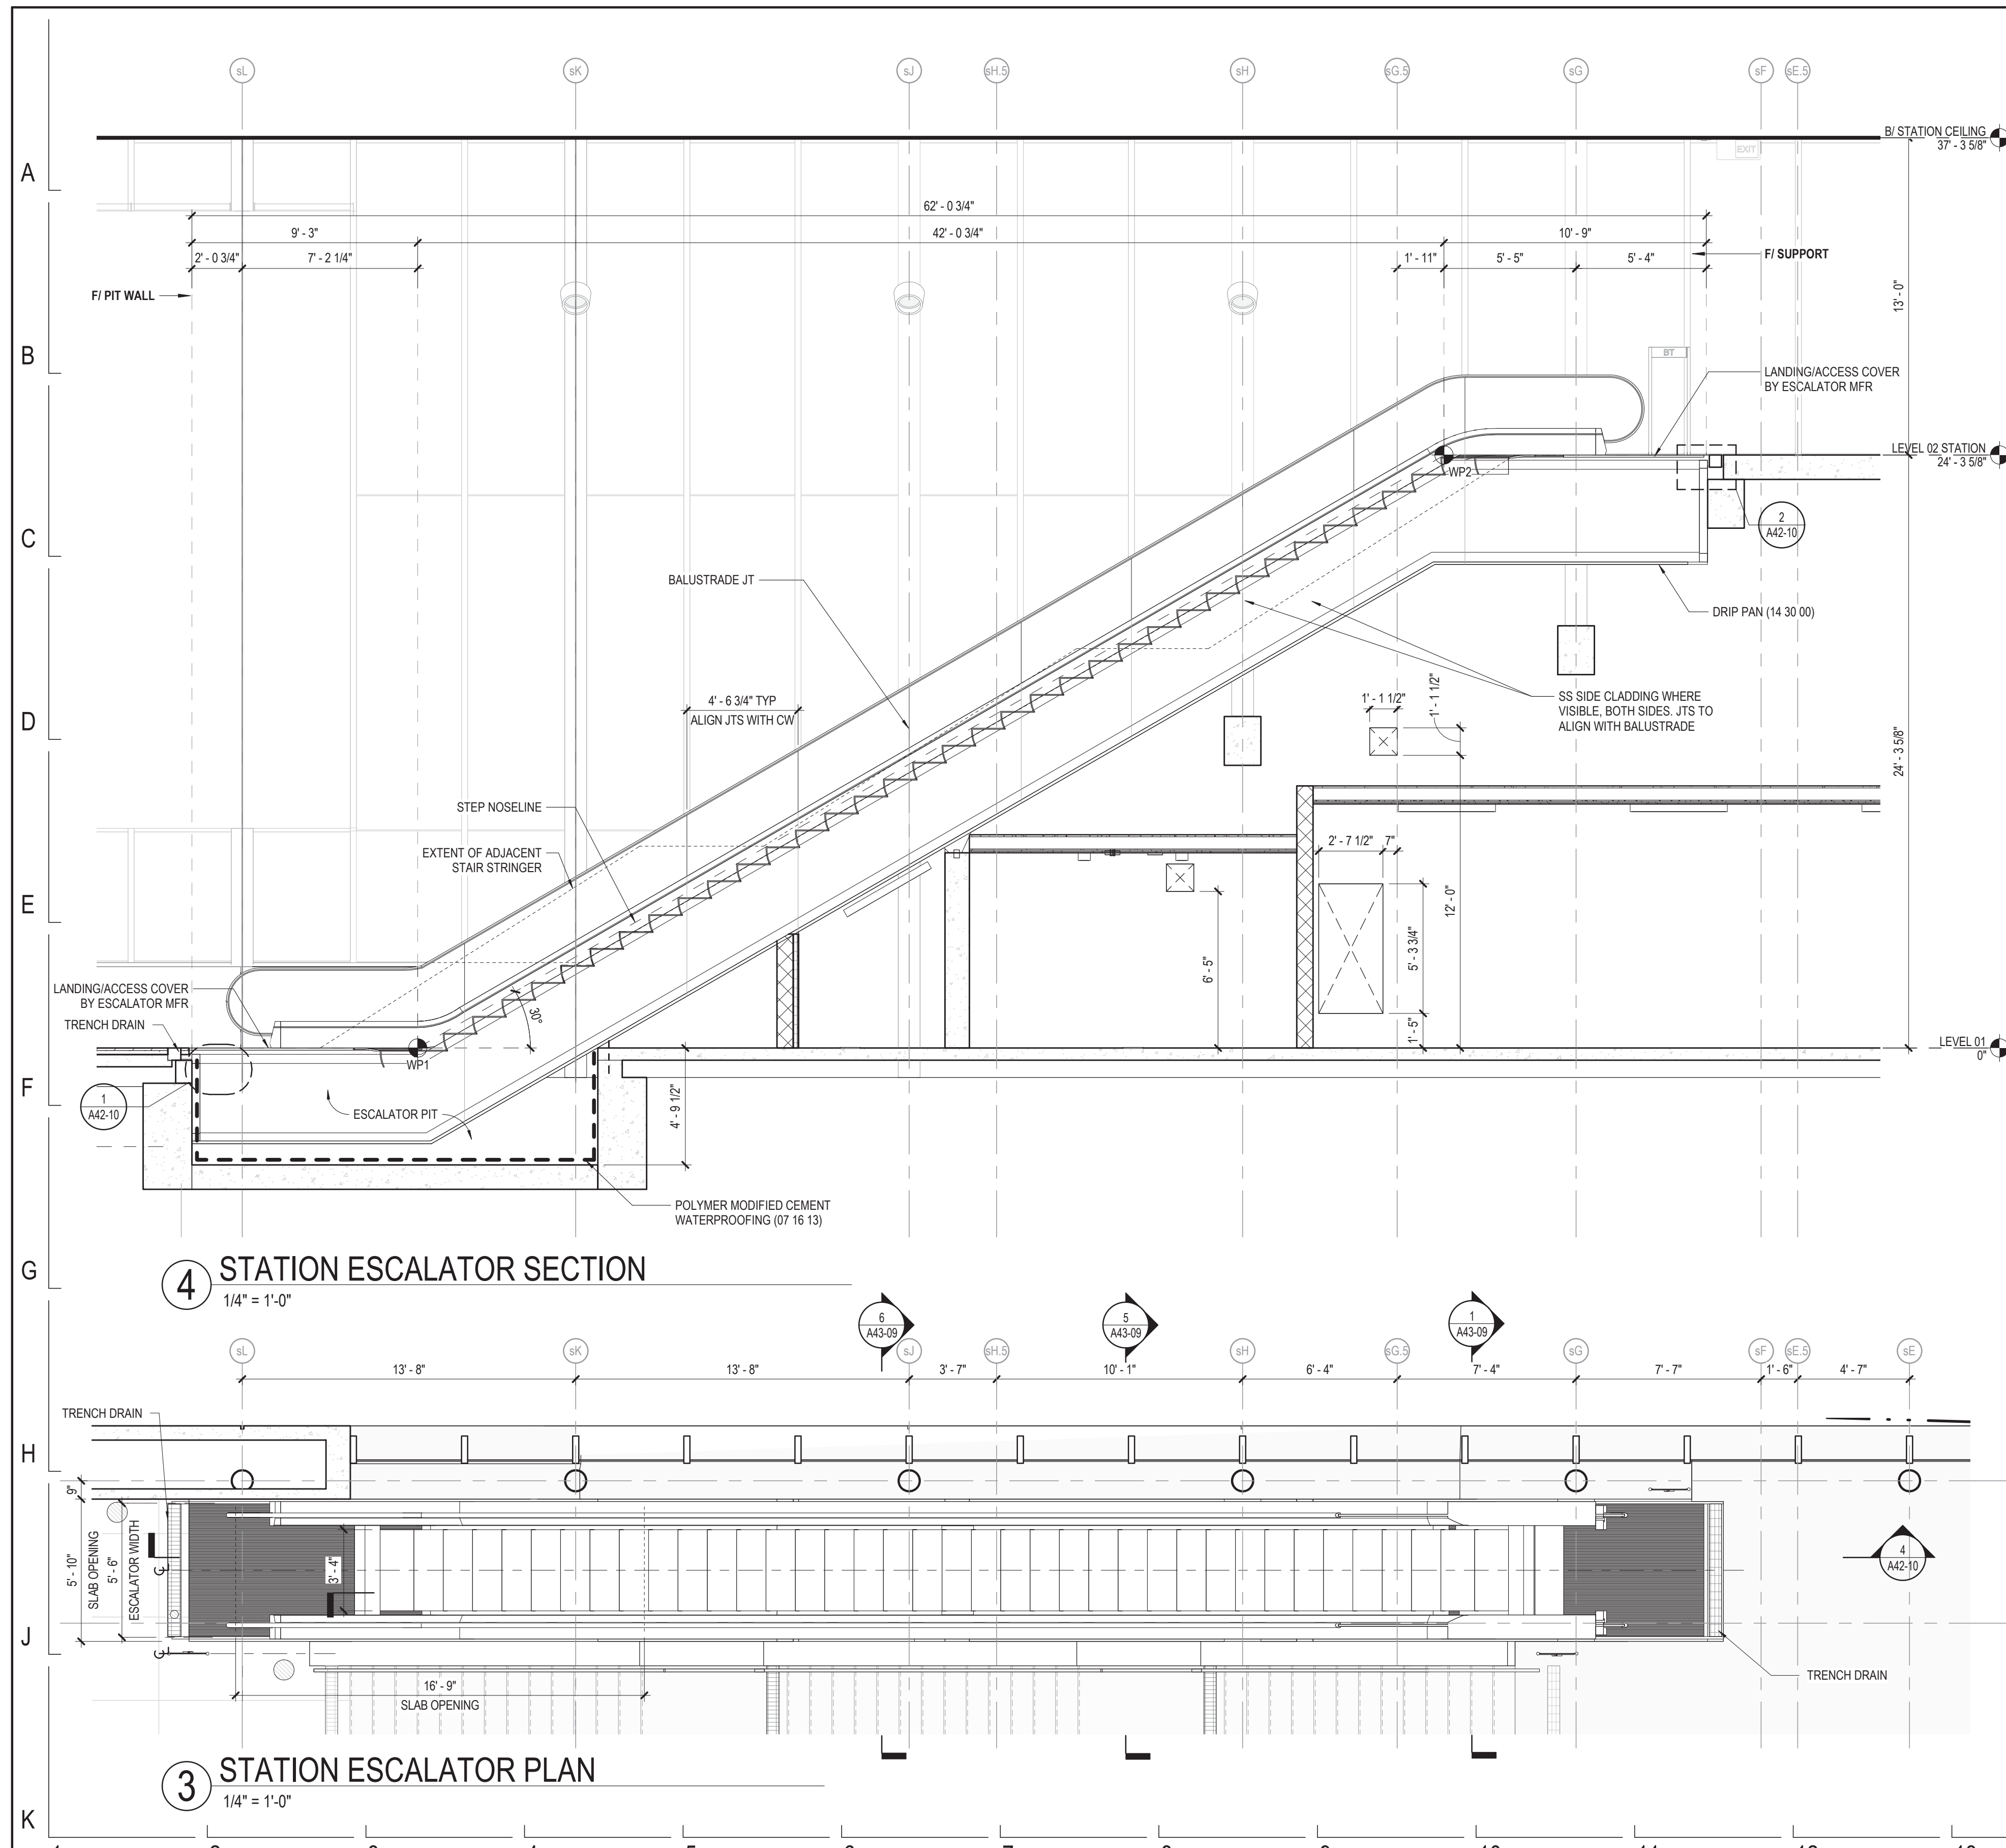 sL
sK
sJ
sH.5
sH
sG.5
sG
sF
sE.5
A
B/ STATION CEILING
37' - 3 5/8"
EXIT
62' - 0 3/4"
9' - 3"
42' - 0 3/4"
10' - 9"
2' - 0 3/4"
7' - 2 1/4"
1' - 11"
5' - 5"
5' - 4"
F/ SUPPORT
F/ PIT WALL
13' - 0"
B
BT
LANDING/ACCESS COVER
BY ESCALATOR MFR
LEVEL 02 STATION
24' - 3 5/8"
WP2
2
A42-10
C
BALUSTRADE JT
DRIP PAN (14 30 00)
4' - 6 3/4" TYP
ALIGN JTS WITH CW
1' - 1 1/2"
1' - 1 1/2"
SS SIDE CLADDING WHERE
VISIBLE, BOTH SIDES. JTS TO
ALIGN WITH BALUSTRADE
D
24' - 3 5/8"
STEP NOSELINE
EXTENT OF ADJACENT
STAIR STRINGER
2' - 7 1/2"
7"
E
12' - 0"
5' - 3 3/4"
6' - 5"
1' - 5"
LANDING/ACCESS COVER
BY ESCALATOR MFR
TRENCH DRAIN
30°
WP1
LEVEL 01
0"
F
1
A42-10
ESCALATOR PIT
4' - 9 1/2"
POLYMER MODIFIED CEMENT
WATERPROOFING (07 16 13)
G
4
STATION ESCALATOR SECTION
1/4" = 1'-0"
6
A43-09
5
A43-09
1
A43-09
sL
sK
sJ
sH.5
sH
sG.5
sG
sF
sE.5
sE
13' - 8"
13' - 8"
3' - 7"
10' - 1"
6' - 4"
7' - 4"
7' - 7"
1' - 6"
4' - 7"
TRENCH DRAIN
H
9"
5' - 10"
SLAB OPENING
5' - 6"
ESCALATOR WIDTH
CL
3' - 4"
4
A42-10
J
CL
TRENCH DRAIN
16' - 9"
SLAB OPENING
3
STATION ESCALATOR PLAN
1/4" = 1'-0"
K